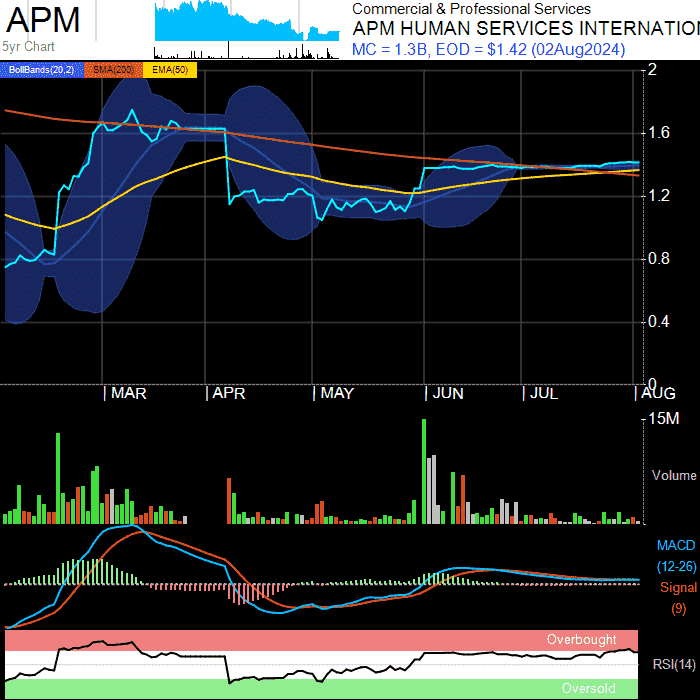 APM
5yr Chart
Commercial & Professional Services
APM HUMAN SERVICES INTERNATIO
MC = 1.3B, EOD = $1.42 (02Aug2024)
BollBands(20,2) SMA(200) EMA(50)
2
1.6
1.2
0.8
0.4
0
MAR APR MAY JUN JUL AUG
15M
Volume
MACD
(12-26)
Signal
(9)
Overbought
RSI(14)
Oversold